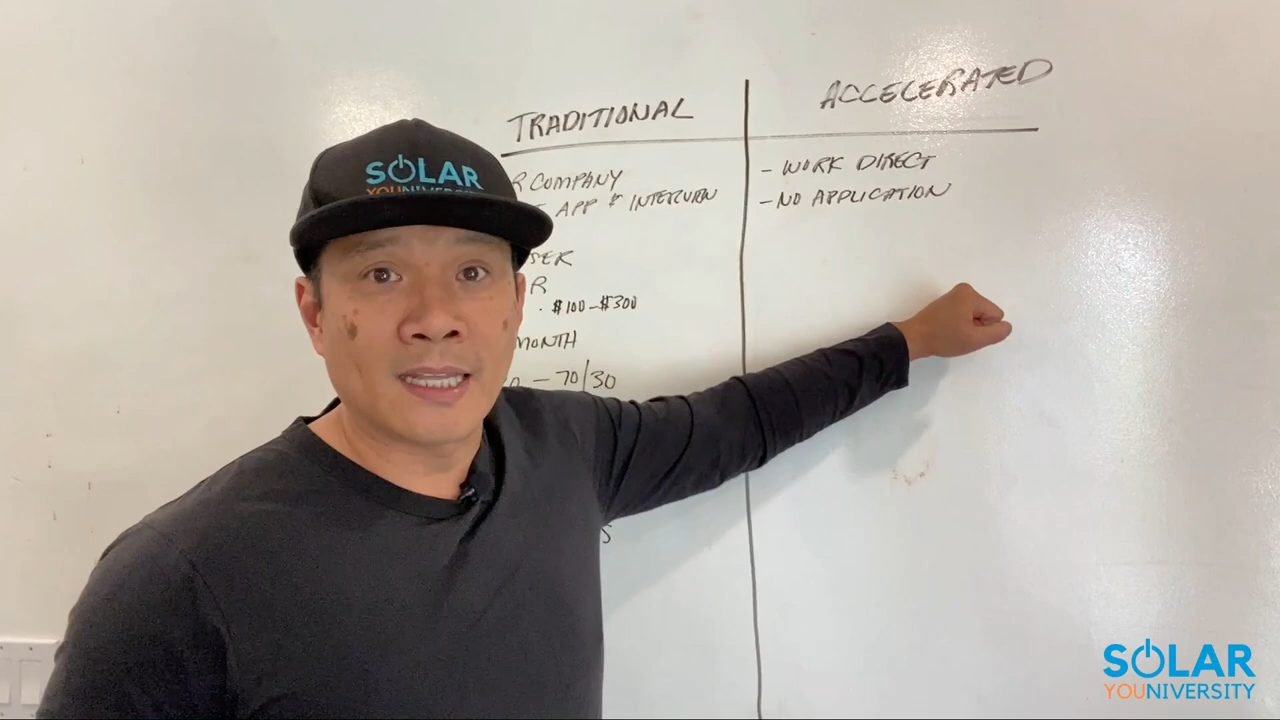 TRADITIONAL
ACCELERATED
R COMPANY
APP & INTERVIEW
SER
R
. $100-$300
MONTH
- 70/30
S
- WORK DIRECT
- NO APPLICATION
SOLAR
YOUNIVERSITY
SOLAR
YOUNIVERSITY